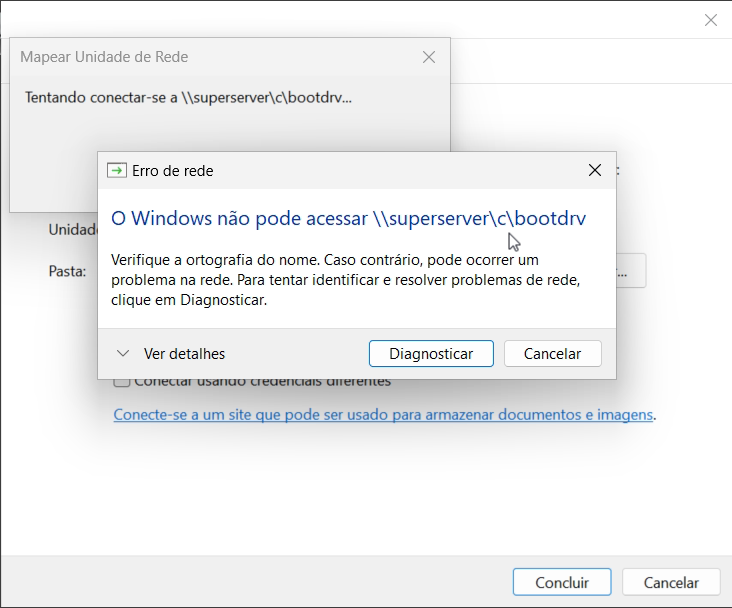 Mapear Unidade de Rede
Tentando conectar-se a \\superserver\c\bootdrv...
Erro de rede
O Windows não pode acessar \\superserver\c\bootdrv
Unidad
Verifique a ortografia do nome. Caso contrário, pode ocorrer um
Pasta:
problema na rede. Para tentar identificar e resolver problemas de rede,
clique em Diagnosticar.
Ver detalhes
Diagnosticar
Cancelar
Conectar usando credenciais diferentes
Conecte-se a um site que pode ser usado para armazenar documentos e imagens.
Concluir
Cancelar